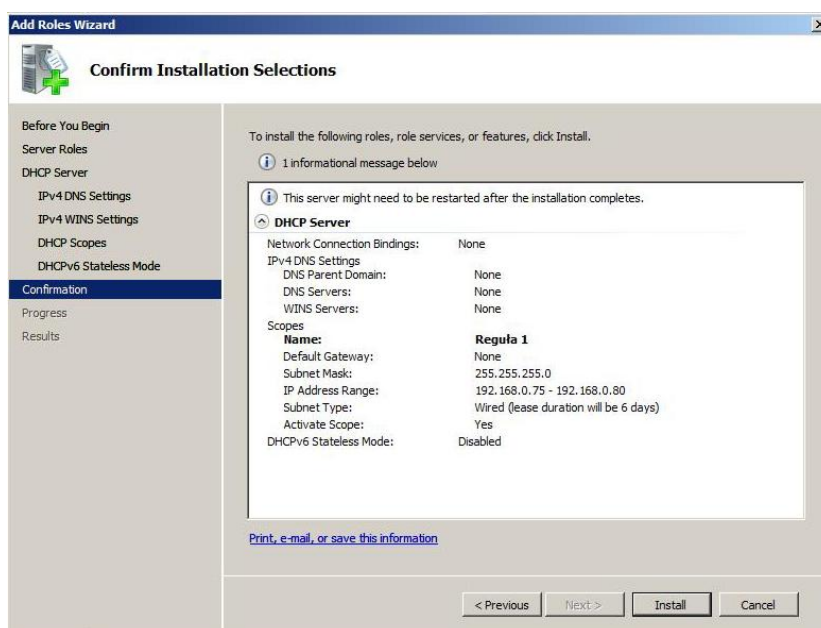 Add Roles Wizard
Confirm Installation Selections
Before You Begin
Server Roles
DHCP Server
IPv4 DNS Settings
IPv4 WINS Settings
DHCP Scopes
DHCPv6 Stateless Mode
Confirmation
Progress
Results
To install the following roles, role services, or features, click Install.
1 informational message below
This server might need to be restarted after the installation completes.
DHCP Server
Network Connection Bindings: None
IPv4 DNS Settings
DNS Parent Domain: None
DNS Servers: None
WINS Servers: None
Scopes
Name: Reguła 1
Default Gateway: None
Subnet Mask: 255.255.255.0
IP Address Range: 192.168.0.75 - 192.168.0.80
Subnet Type: Wired (lease duration will be 6 days)
Activate Scope: Yes
DHCPv6 Stateless Mode: Disabled
Print, e-mail, or save this information
< Previous Next > Install Cancel